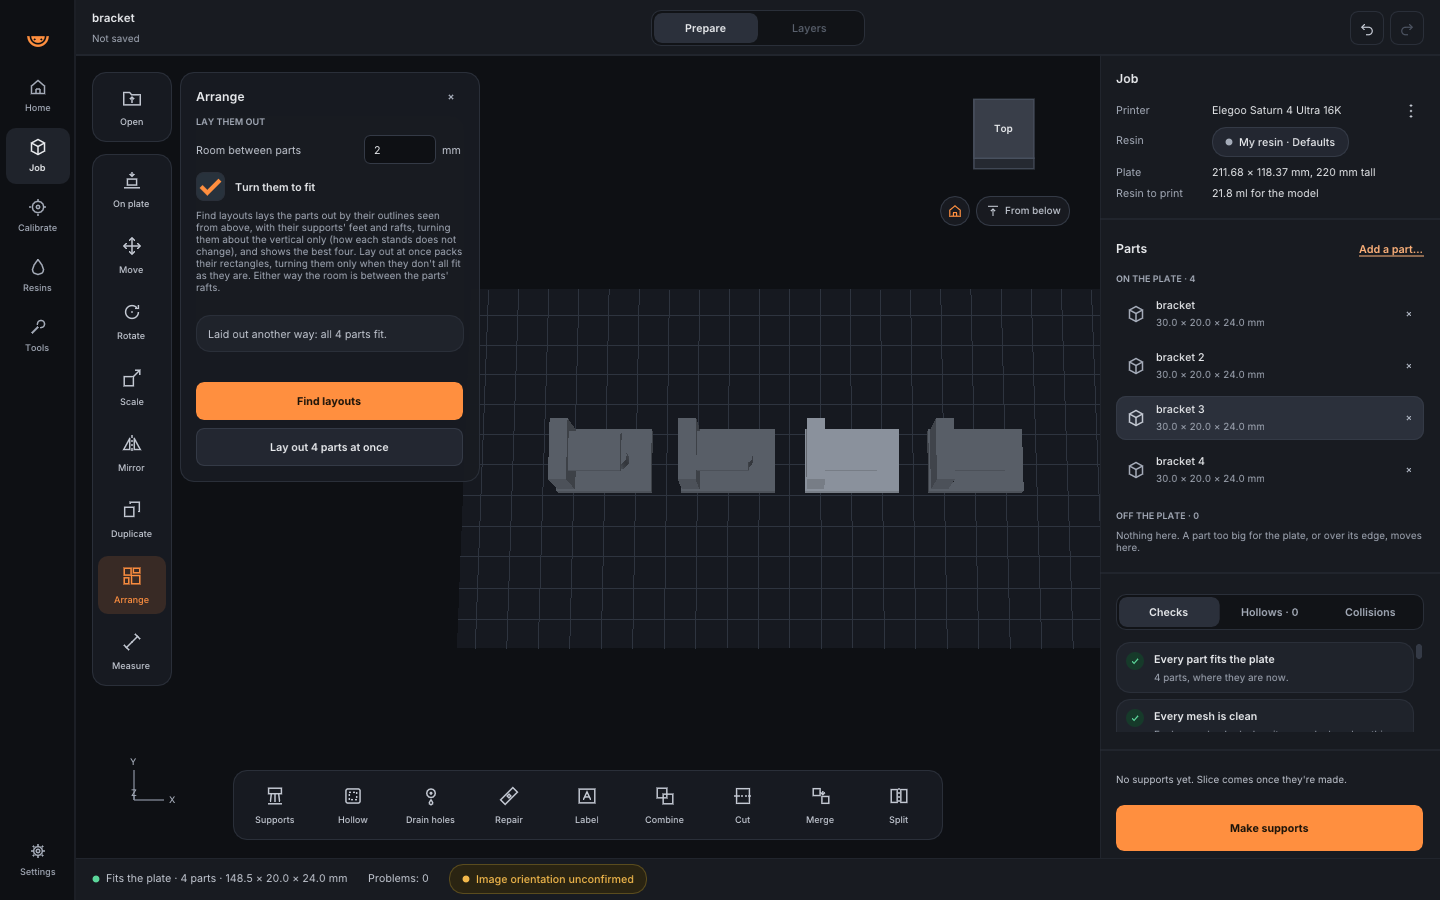 bracket
Not saved
Prepare
Layers
Home
Job
Calibrate
Resins
Tools
Settings
Open
On plate
Move
Rotate
Scale
Mirror
Duplicate
Arrange
Measure
Arrange
×
LAY THEM OUT
Room between parts
2
mm
Turn them to fit
Find layouts lays the parts out by their outlines seen
from above, with their supports' feet and rafts, turning
them about the vertical only (how each stands does not
change), and shows the best four. Lay out at once packs
their rectangles, turning them only when they don't all fit
as they are. Either way the room is between the parts'
rafts.
Laid out another way: all 4 parts fit.
Find layouts
Lay out 4 parts at once
Top
From below
Y
Z
X
Supports
Hollow
Drain holes
Repair
Label
Combine
Cut
Merge
Split
Job
Printer
Elegoo Saturn 4 Ultra 16K
Resin
My resin · Defaults
Plate
211.68 × 118.37 mm, 220 mm tall
Resin to print
21.8 ml for the model
Parts
Add a part...
ON THE PLATE · 4
bracket
30.0 × 20.0 × 24.0 mm
×
bracket 2
30.0 × 20.0 × 24.0 mm
×
bracket 3
30.0 × 20.0 × 24.0 mm
×
bracket 4
30.0 × 20.0 × 24.0 mm
×
OFF THE PLATE · 0
Nothing here. A part too big for the plate, or over its edge, moves
here.
Checks
Hollows · 0
Collisions
Every part fits the plate
4 parts, where they are now.
Every mesh is clean
No supports yet. Slice comes once they're made.
Make supports
Fits the plate · 4 parts · 148.5 × 20.0 × 24.0 mm
Problems: 0
Image orientation unconfirmed